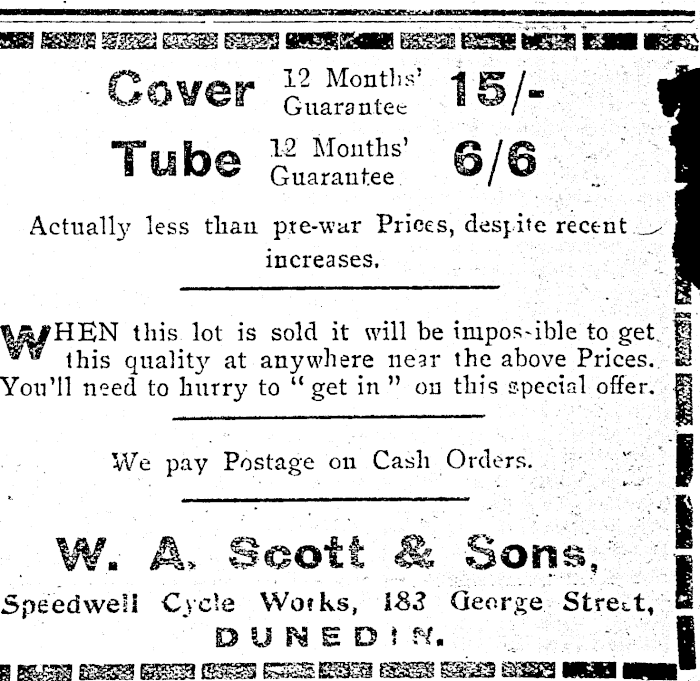 Cover 12 Months' Guarantee 15/-
Tube 12 Months' Guarantee 6/6
Actually less than pre-war Prices, despite recent
increases.
WHEN this lot is sold it will be impos-ible to get
this quality at anywhere near the above Prices.
You'll need to hurry to "get in" on this special offer.
We pay Postage on Cash Orders.
W. A. Scott & Sons,
Speedwell Cycle Works, 183 George Street,
DUNEDIN.